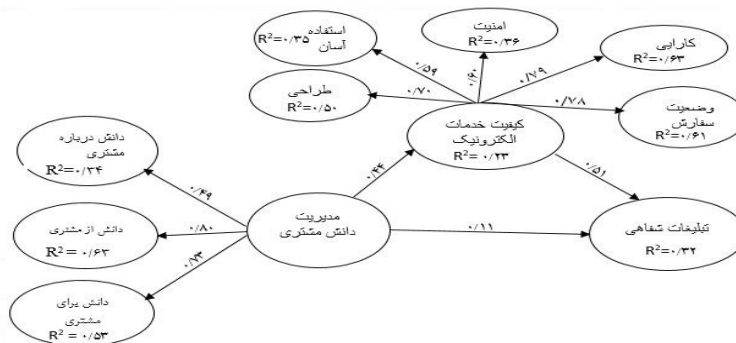 استفاده
آسان
R²=۰/۳۵
امنیت
R²=۰/۳۶
کارایی
R²=۰/۶۳
طراحی
R²=۰/۵۰
وضعیت
سفارش
R²=۰/۶۱
کیفیت خدمات
الکترونیک
R²= ۰/۲۳
۰/۵۹
۰/۶۰
۰/۷۹
۰/۷۰
۰/۷۸
دانش درباره
مشتری
R²=۰/۳۴
دانش از مشتری
R² = ۰/۶۳
دانش برای
مشتری
R² = ۰/۵۳
۰/۴۹
۰/۸۰
۰/۷۳
مدیریت
دانش مشتری
۰/۴۴
۰/۵۱
۰/۱۱
تبلیغات شفاهی
R²=۰/۳۲